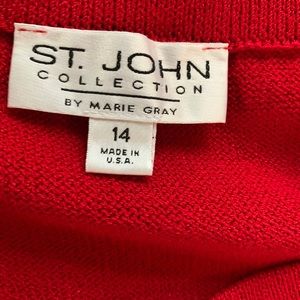 ST. JOHN
COLLECTION
BY MARIE GRAY
14
MADE IN
U.S.A.